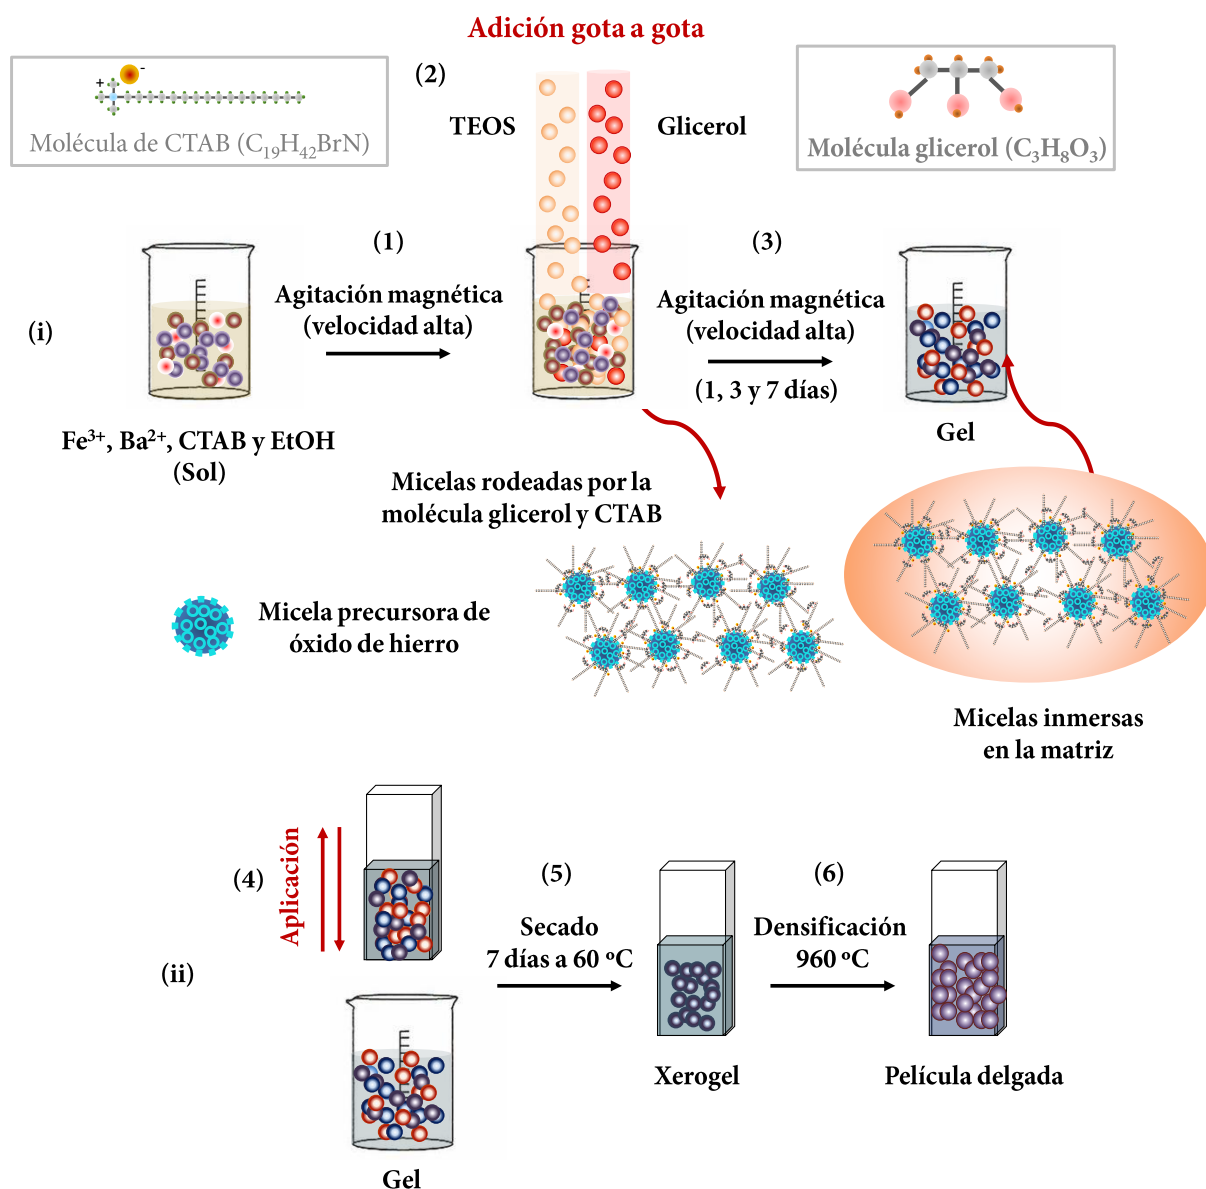 Adición gota a gota
+
-
Molécula de CTAB (C₁₉H₄₂BrN)
(2)
TEOS
Glicerol
Molécula glicerol (C₃H₈O₃)
(i)
(1)
Agitación magnética
(velocidad alta)
(3)
Agitación magnética
(velocidad alta)
(1, 3 y 7 días)
Fe³⁺, Ba²⁺, CTAB y EtOH
(Sol)
Gel
Micelas rodeadas por la
molécula glicerol y CTAB
Micela precursora de
óxido de hierro
Micelas inmersas
en la matriz
(ii)
(4)
Aplicación
Gel
(5)
Secado
7 días a 60 ºC
Xerogel
(6)
Densificación
960 ºC
Película delgada